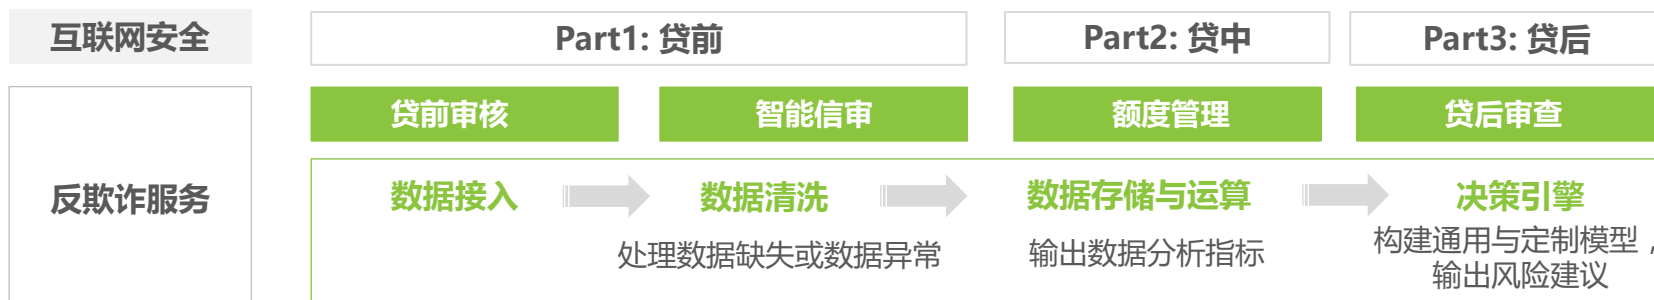 互联网安全
Part1: 贷前
Part2: 贷中
Part3: 贷后
贷前审核
智能信审
额度管理
贷后审查
反欺诈服务
数据接入
数据清洗
数据存储与运算
决策引擎
处理数据缺失或数据异常
输出数据分析指标
构建通用与定制模型，
输出风险建议